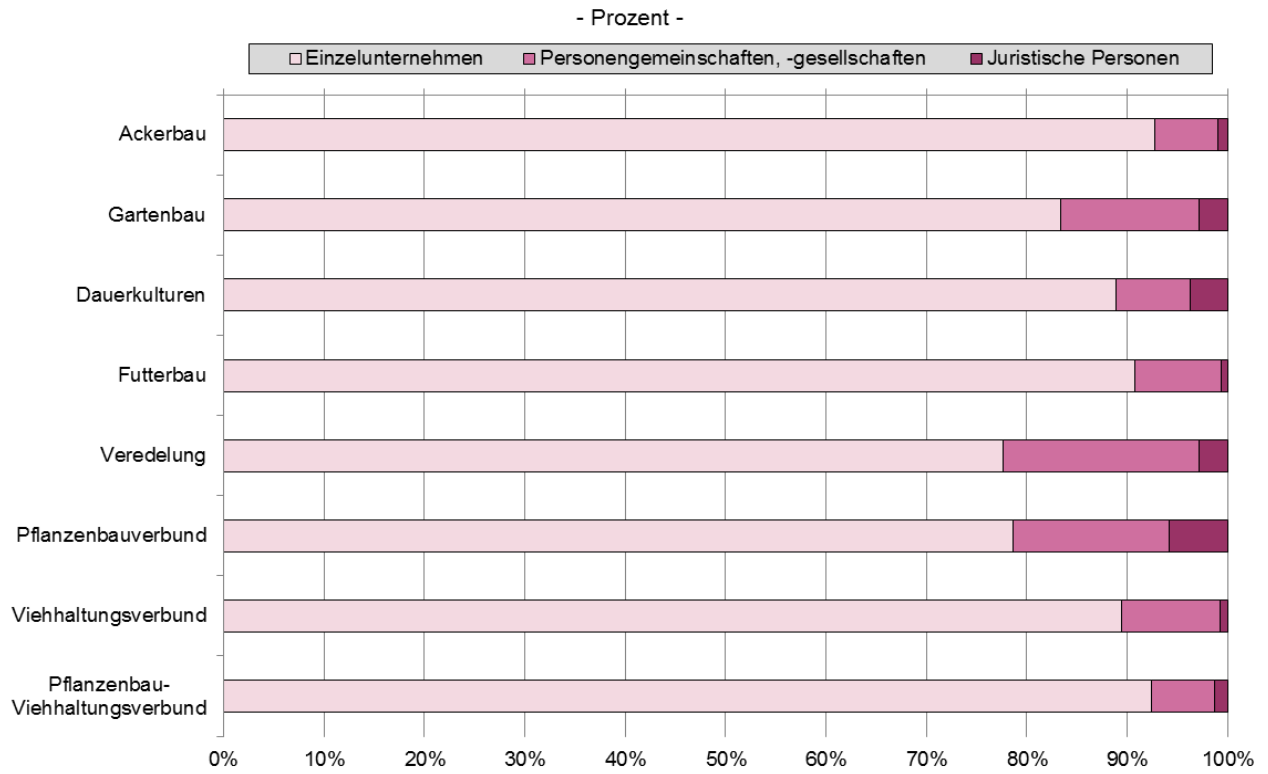 - Prozent -
Einzelunternehmen Personengemeinschaften, -gesellschaften Juristische Personen
Ackerbau
Gartenbau
Dauerkulturen
Futterbau
Veredelung
Pflanzenbauverbund
Viehhaltungsverbund
Pflanzenbau-
Viehhaltungsverbund
0% 10% 20% 30% 40% 50% 60% 70% 80% 90% 100%